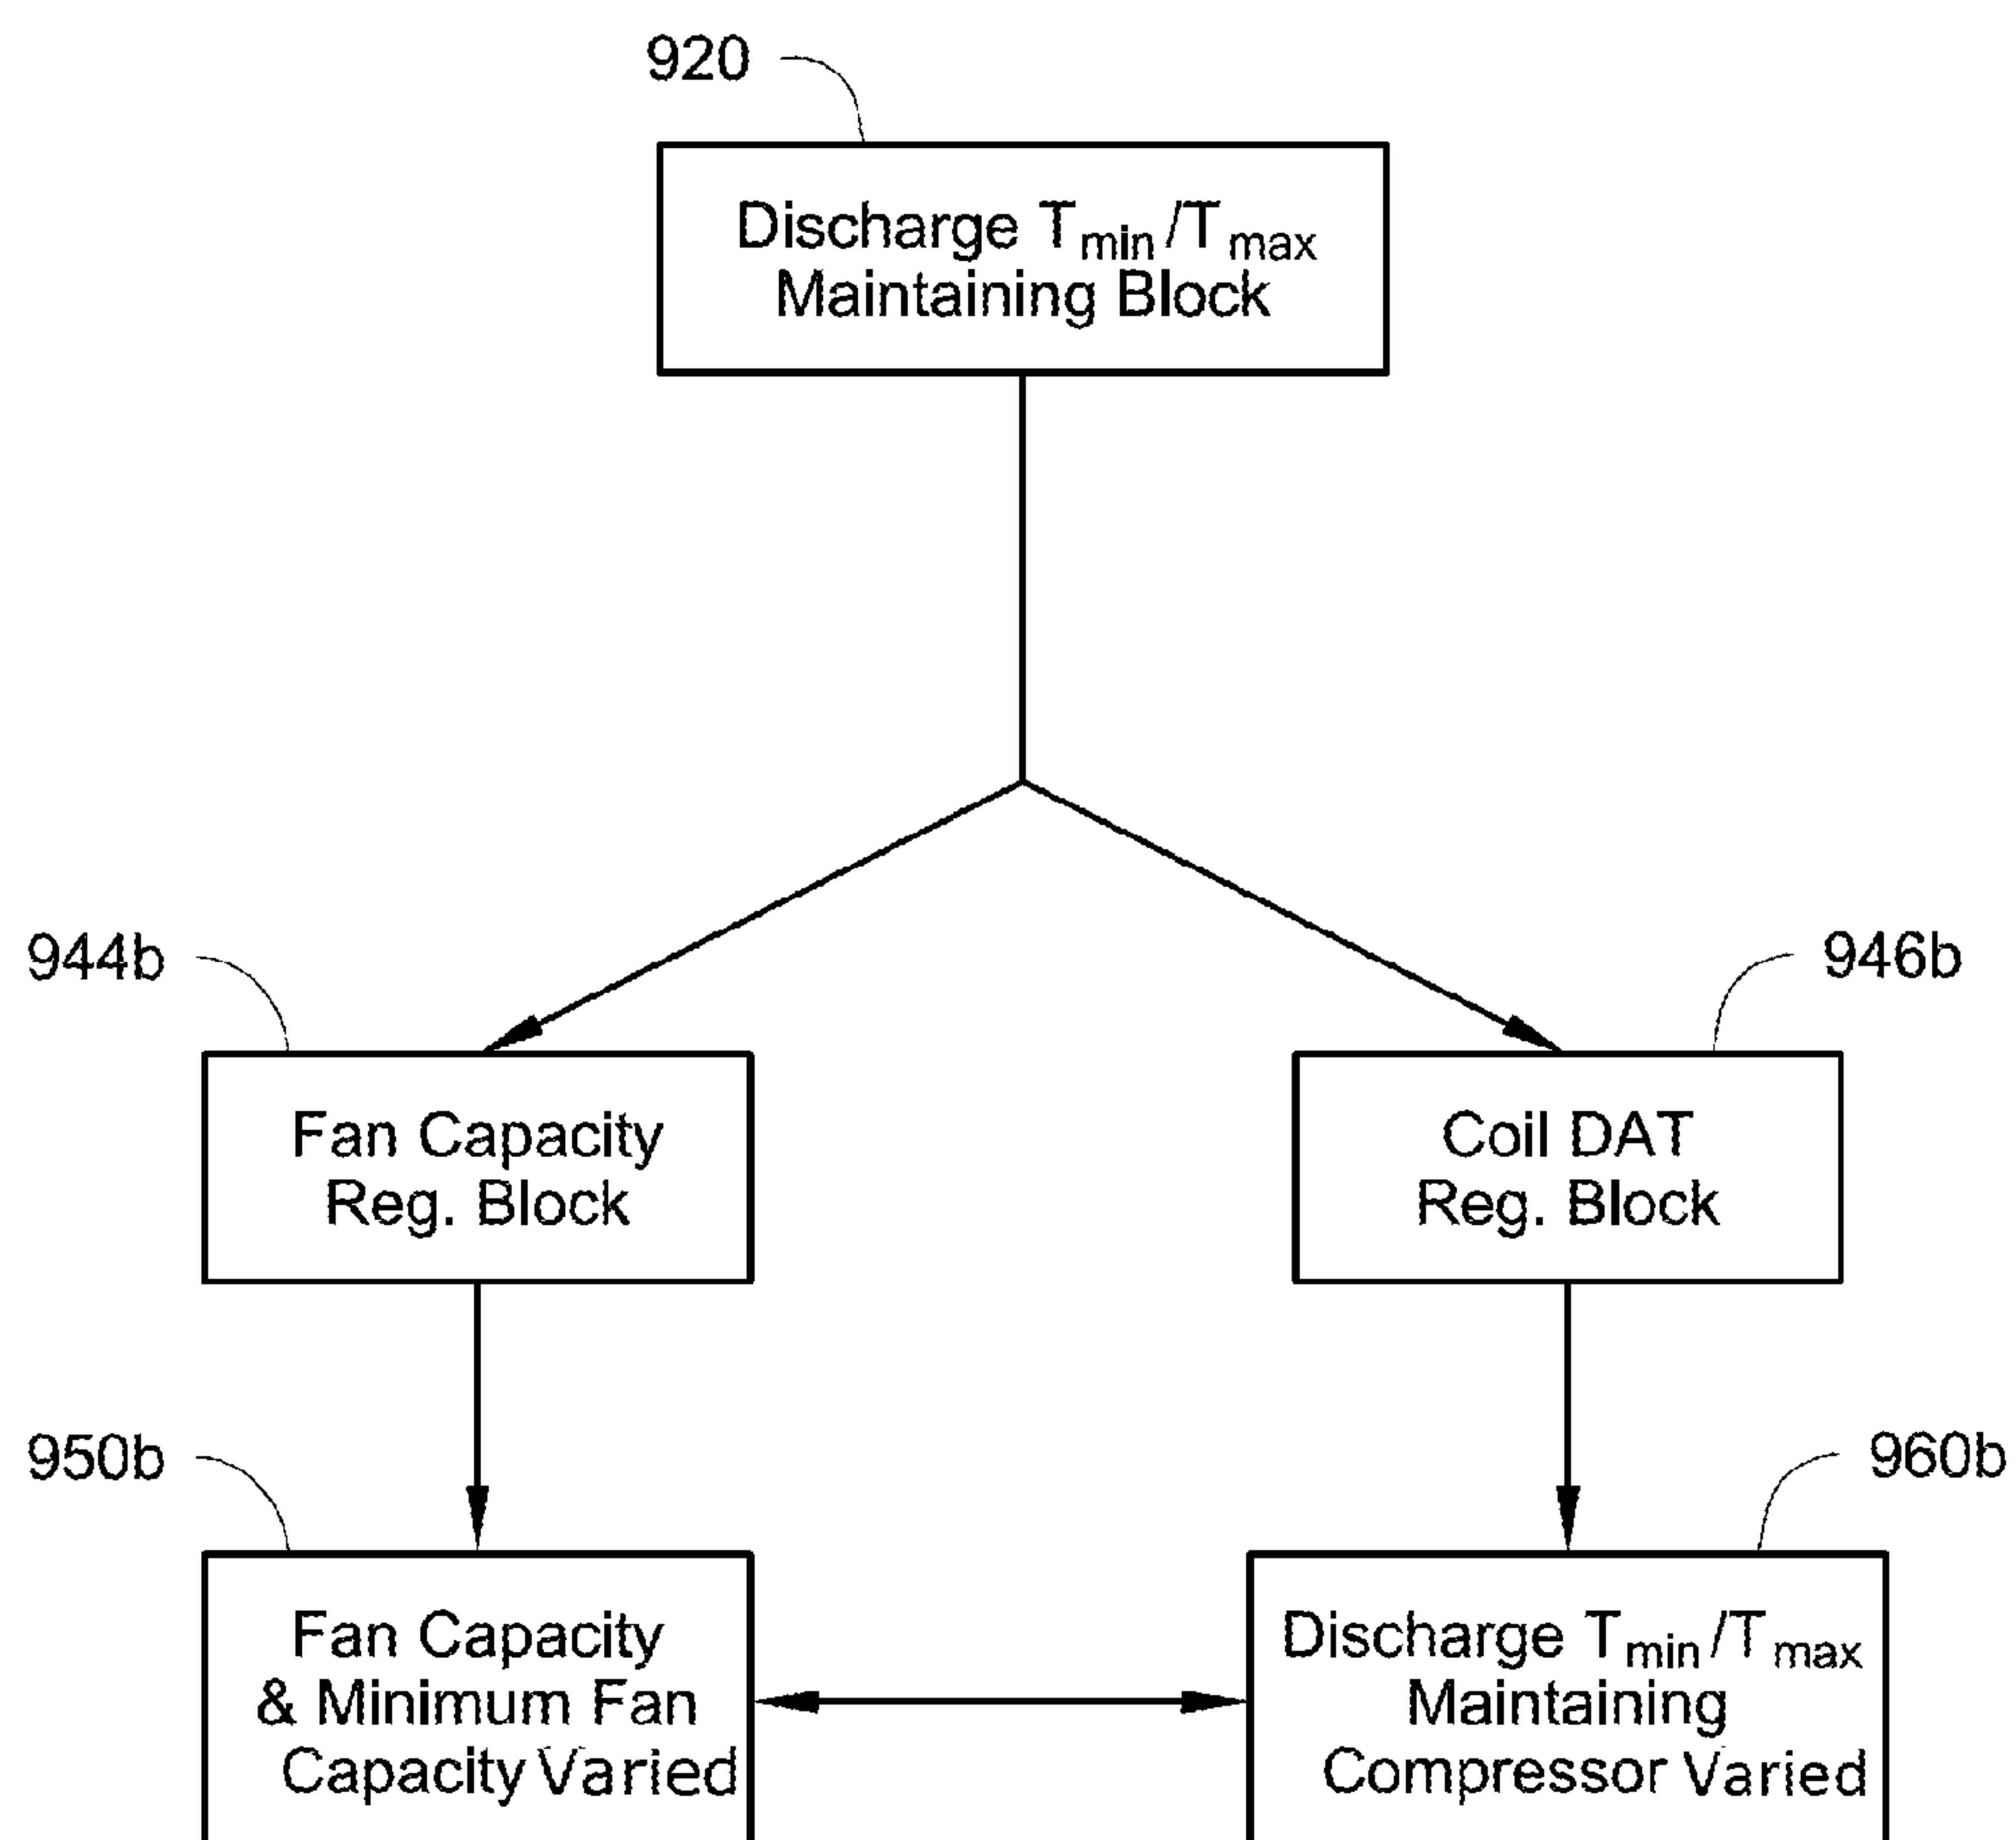 920
Discharge Tmin/Tmax
Maintaining Block
944b
946b
Fan Capacity
Reg. Block
Coil DAT
Reg. Block
950b
960b
Fan Capacity
& Minimum Fan
Capacity Varied
Discharge Tmin/Tmax
Maintaining
Compressor Varied